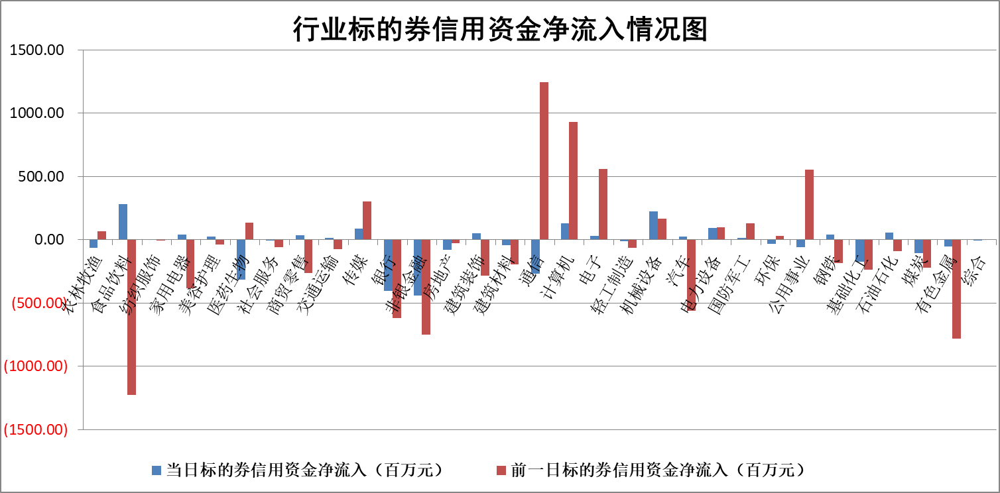 行业标的券信用资金净流入情况图
1500.00
1000.00
500.00
0.00
(500.00)
(1000.00)
(1500.00)
农林牧渔
食品饮料
纺织服饰
家用电器
美容护理
医药生物
社会服务
商贸零售
交通运输
传媒
银行
非银金融
房地产
建筑装饰
建筑材料
通信
计算机
电子
轻工制造
机械设备
汽车
电力设备
国防军工
环保
公用事业
钢铁
基础化工
石油石化
煤炭
有色金属
综合
当日标的券信用资金净流入（百万元）
前一日标的券信用资金净流入（百万元）